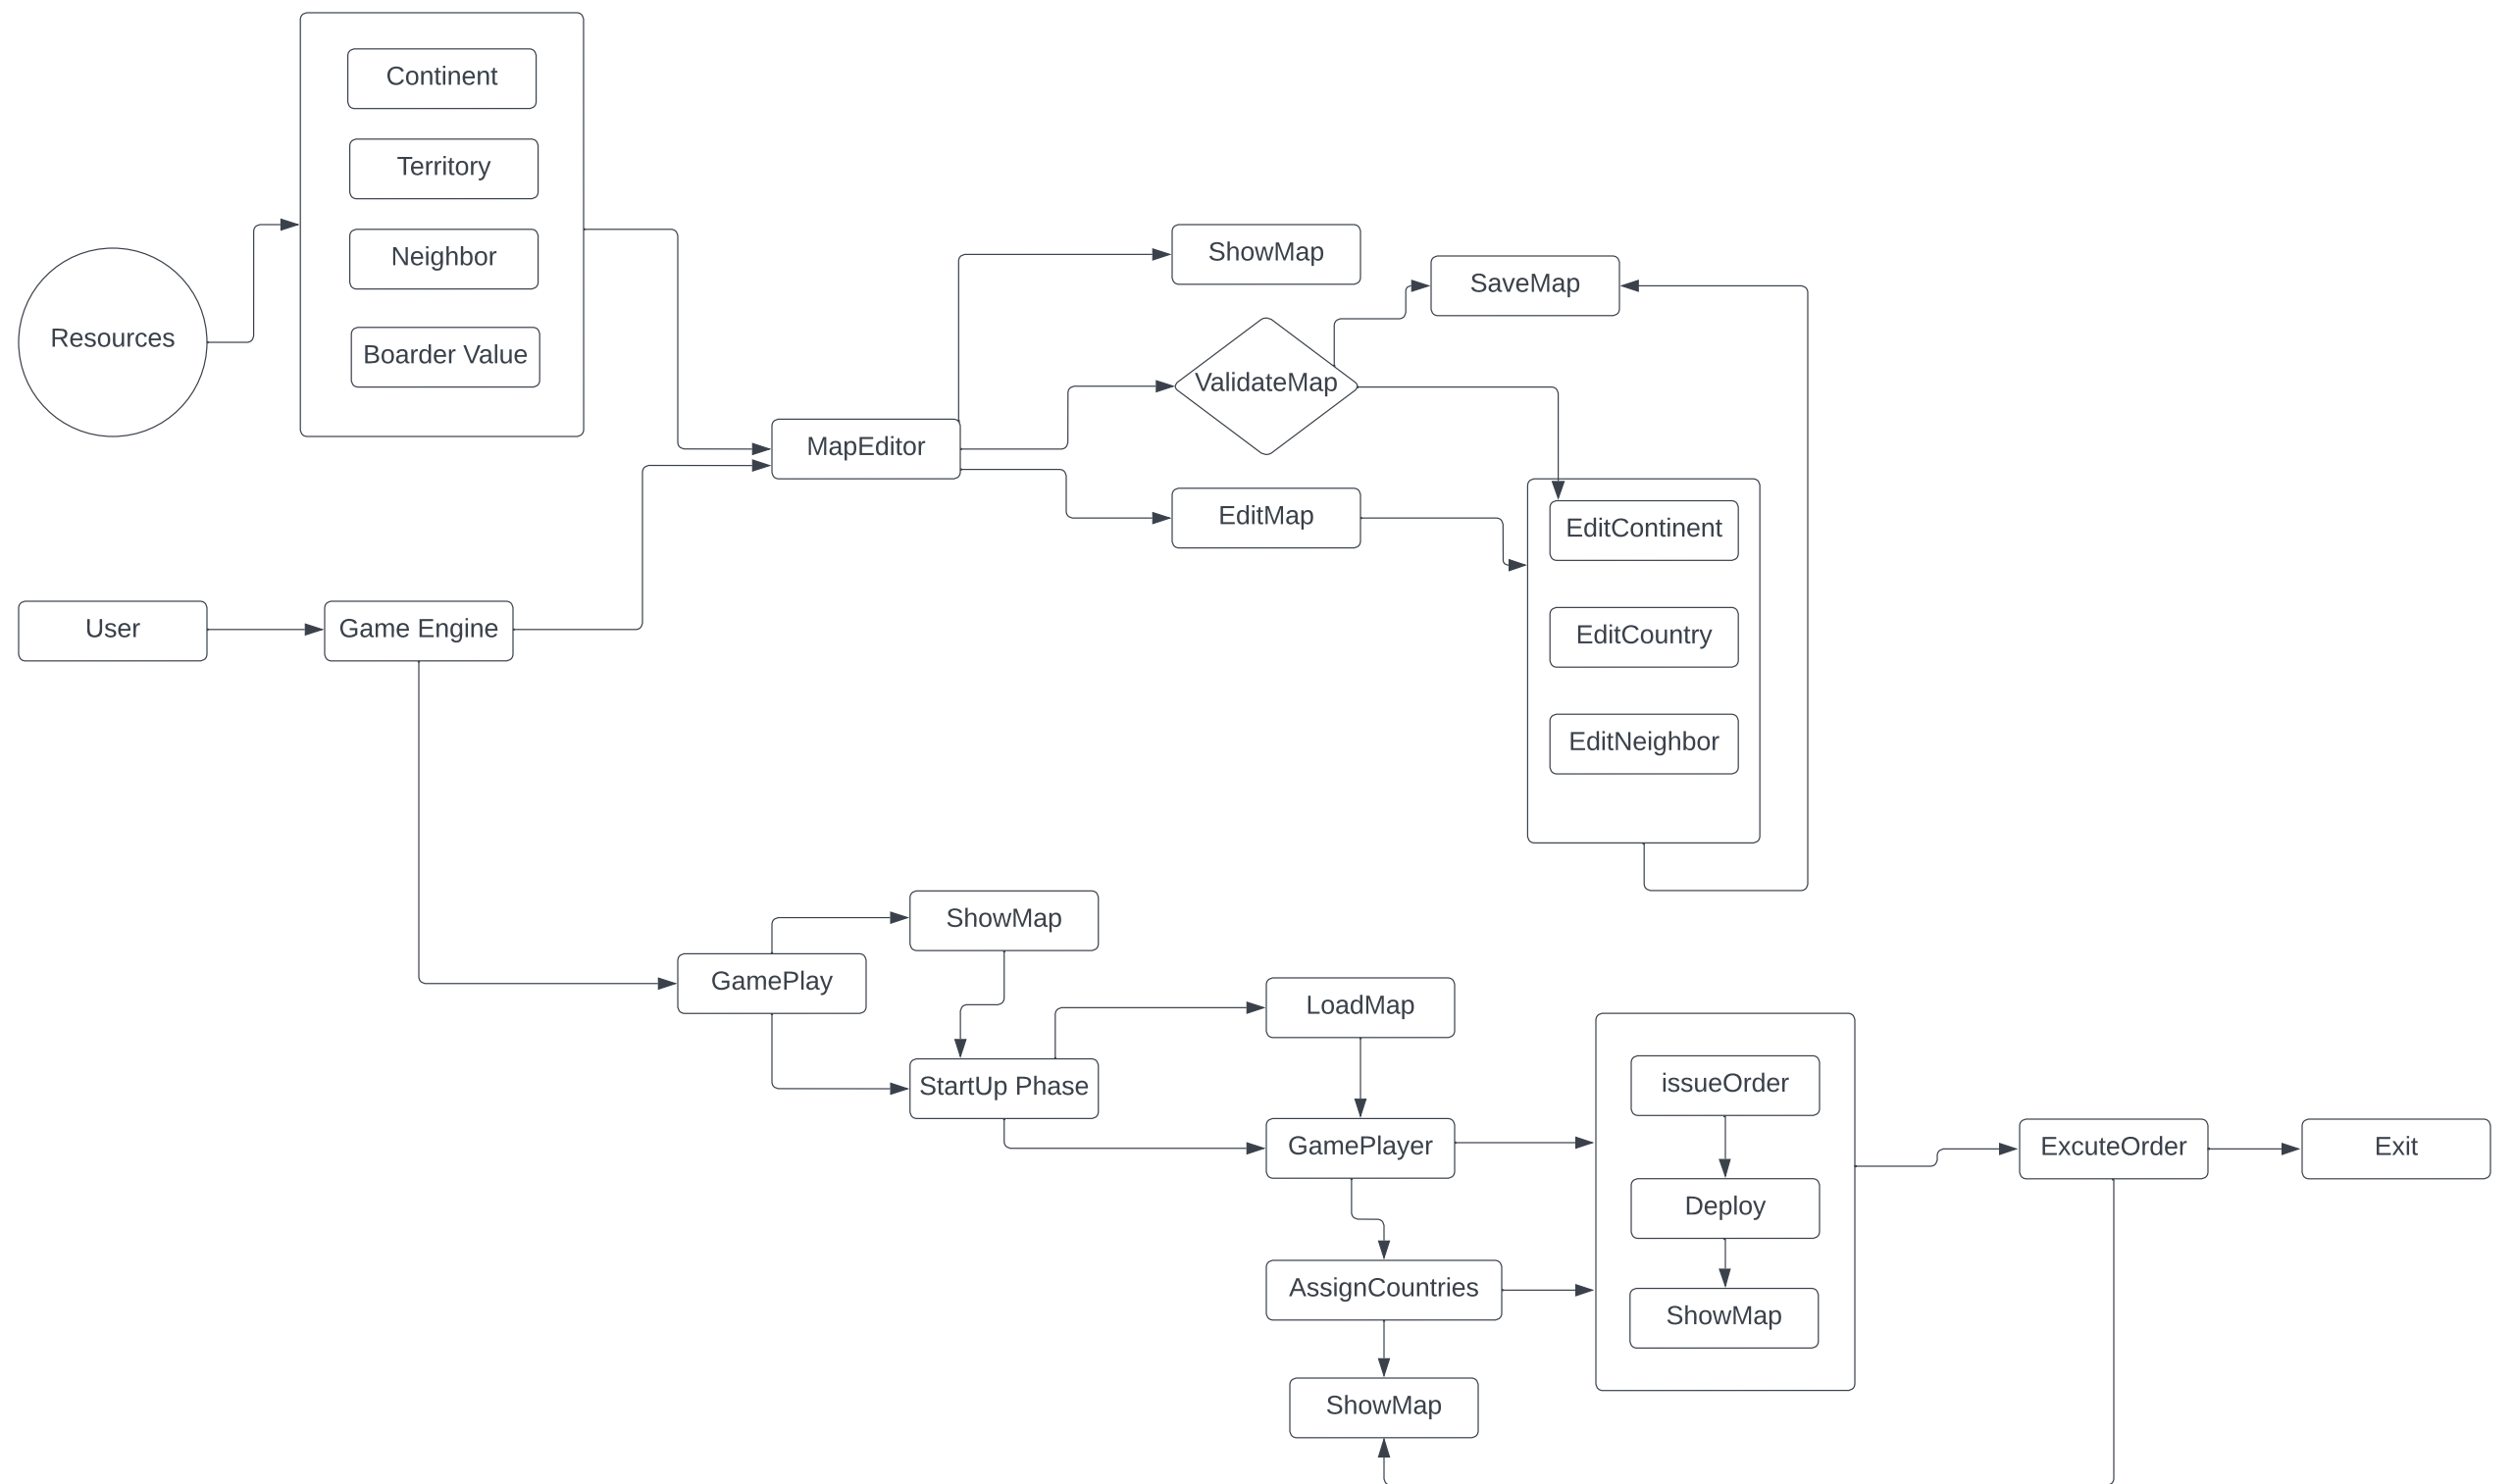 Continent
Territory
Neighbor
Boarder Value
Resources
User
Game Engine
MapEditor
ShowMap
SaveMap
ValidateMap
EditMap
EditContinent
EditCountry
EditNeighbor
GamePlay
ShowMap
StartUp Phase
LoadMap
GamePlayer
AssignCountries
ShowMap
issueOrder
Deploy
ShowMap
ExcuteOrder
Exit